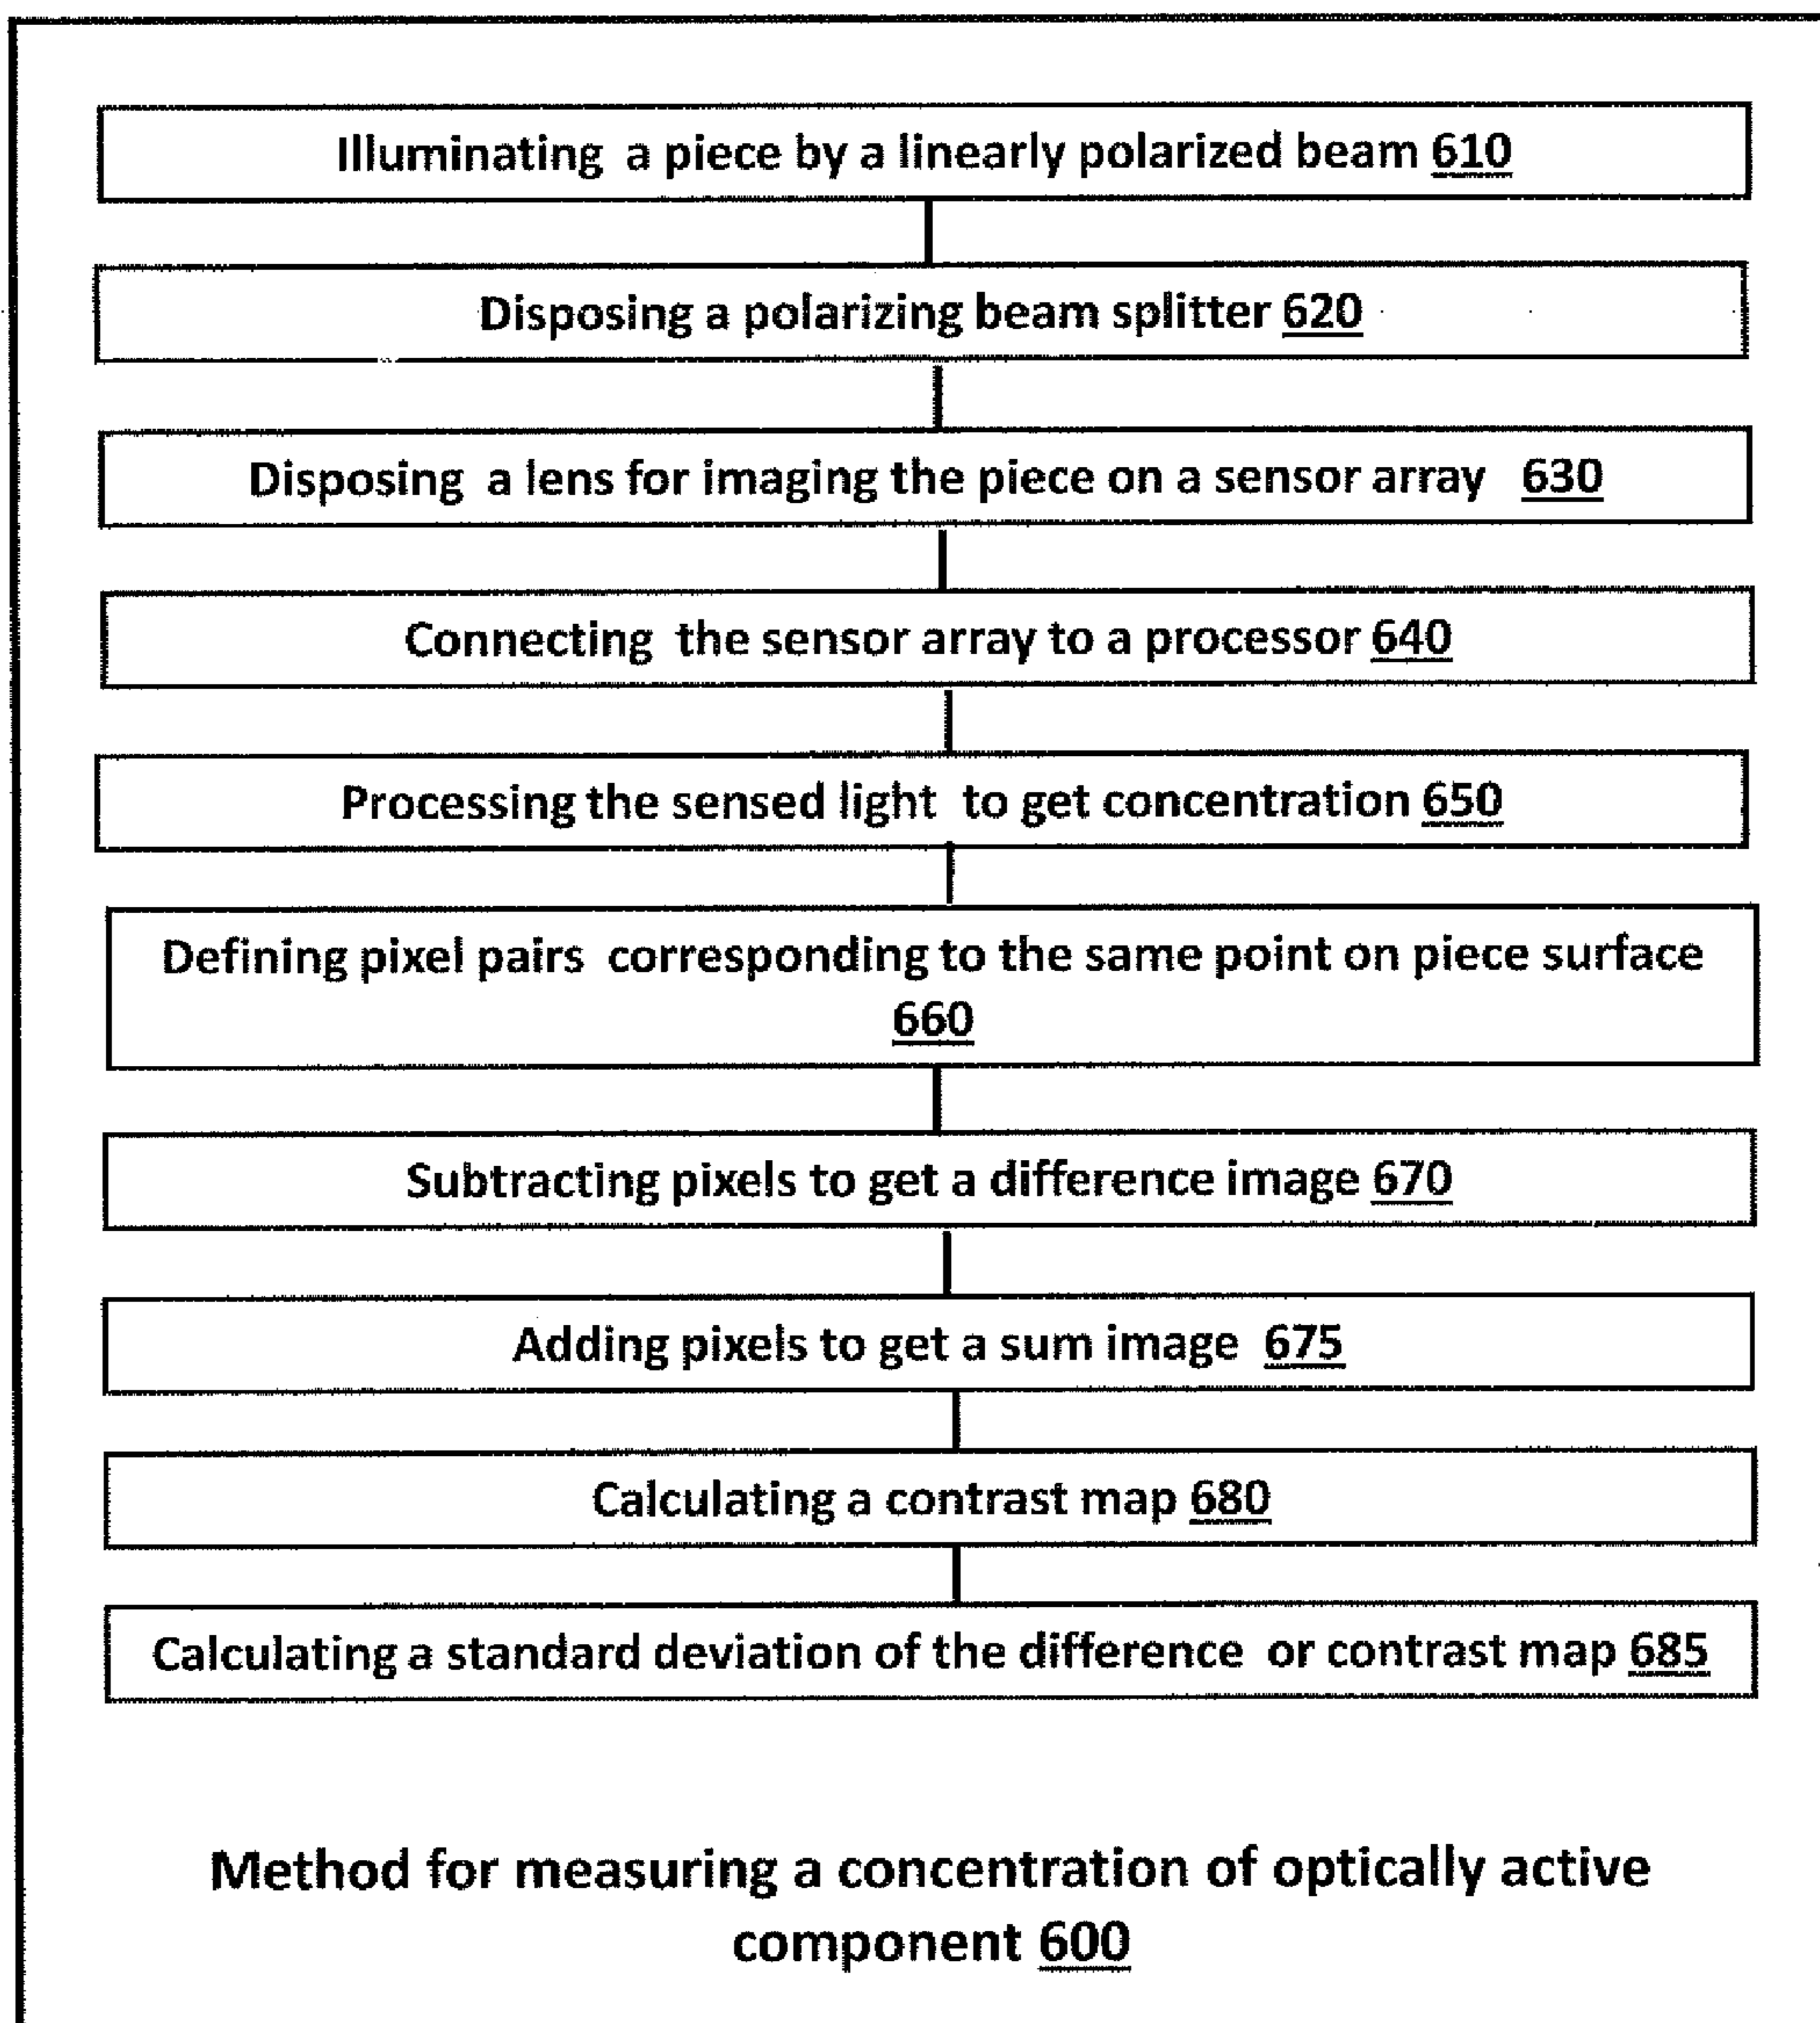 Illuminating a piece by a linearly polarized beam 610
Disposing a polarizing beam splitter 620
Disposing a lens for imaging the piece on a sensor array 630
Connecting the sensor array to a processor 640
Processing the sensed light to get concentration 650
Defining pixel pairs corresponding to the same point on piece surface
660
Subtracting pixels to get a difference image 670
Adding pixels to get a sum image 675
Calculating a contrast map 680
Calculating a standard deviation of the difference or contrast map 685
Method for measuring a concentration of optically active
component 600